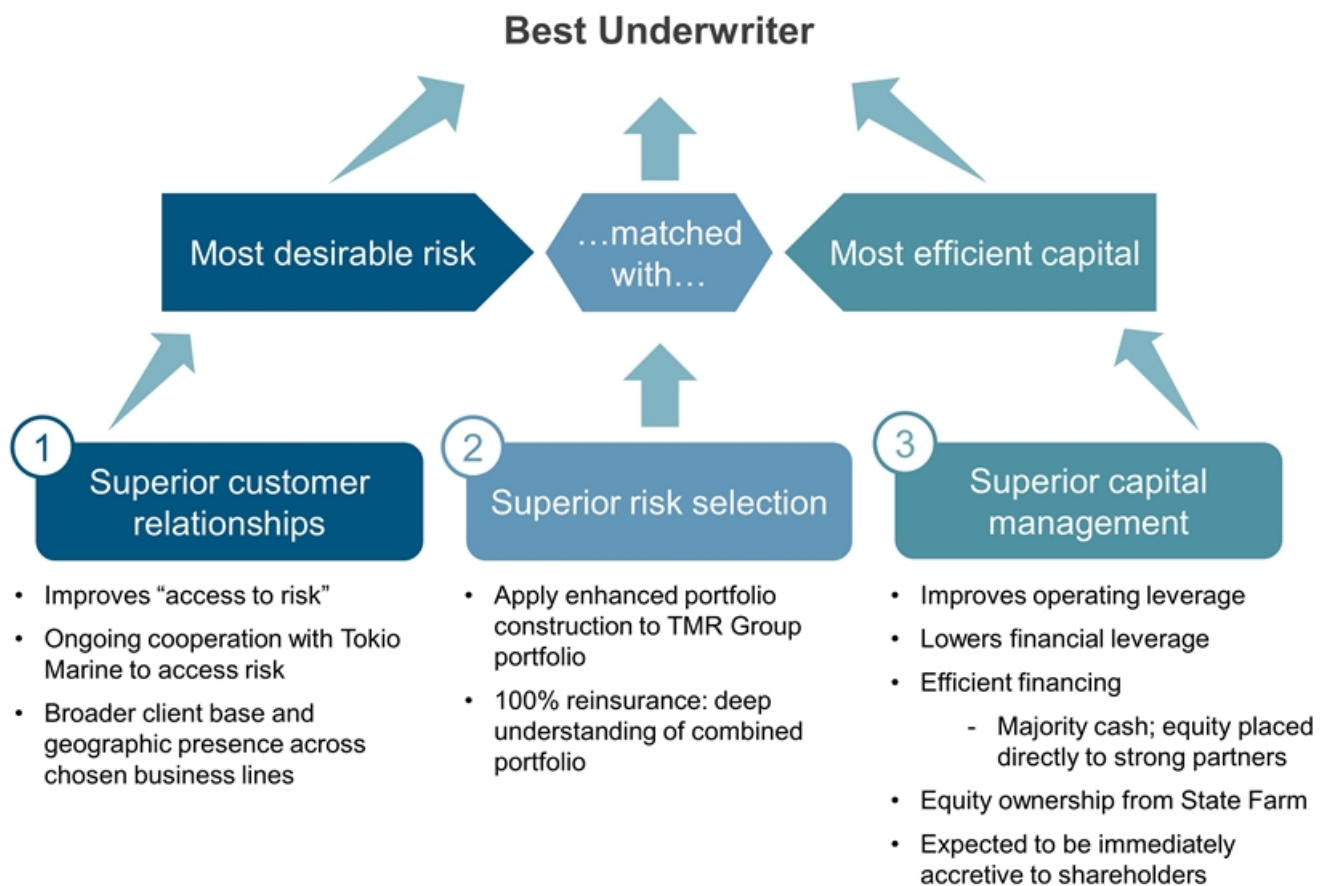 Best Underwriter
Most desirable risk
…matched
with…
Most efficient capital
1
Superior customer
relationships
• Improves “access to risk”
• Ongoing cooperation with Tokio
Marine to access risk
• Broader client base and
geographic presence across
chosen business lines
2
Superior risk selection
• Apply enhanced portfolio
construction to TMR Group
portfolio
• 100% reinsurance: deep
understanding of combined
portfolio
3
Superior capital
management
• Improves operating leverage
• Lowers financial leverage
• Efficient financing
- Majority cash; equity placed
directly to strong partners
• Equity ownership from State Farm
• Expected to be immediately
accretive to shareholders